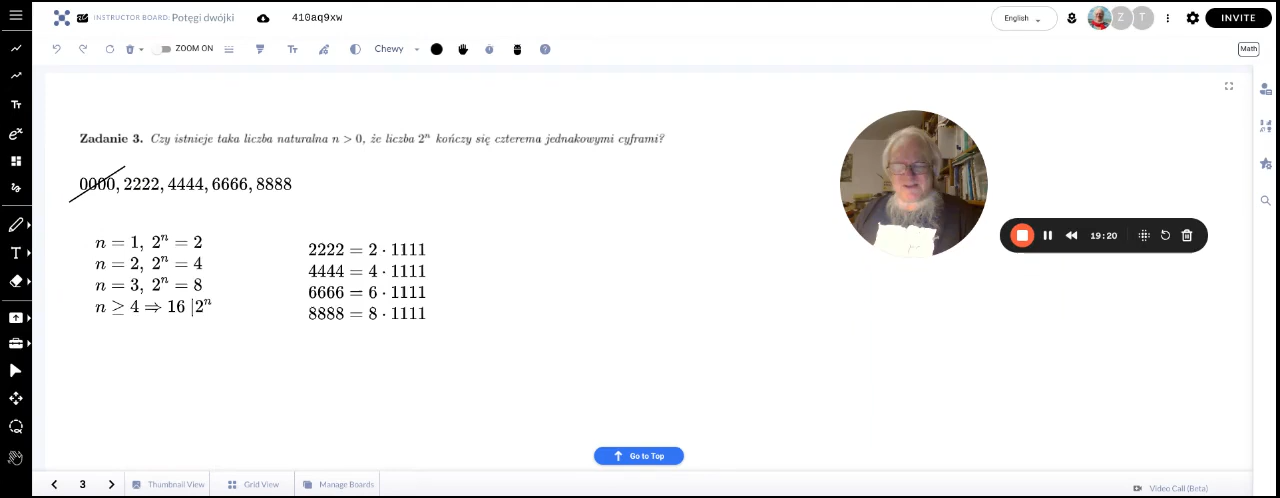 INSTRUCTOR BOARD: Potęgi dwójki
410aq9xw
English
Z
T
INVITE
ZOOM ON
Tт
Chewy
Math
Zadanie 3. Czy istnieje taka liczba naturalna n > 0, że liczba 2ⁿ kończy się czterema jednakowymi cyframi?
0000, 2222, 4444, 6666, 8888
n = 1, 2ⁿ = 2
n = 2, 2ⁿ = 4
n = 3, 2ⁿ = 8
n ≥ 4 ⇒ 16 |2ⁿ
2222 = 2 · 1111
4444 = 4 · 1111
6666 = 6 · 1111
8888 = 8 · 1111
19:20
Tт
eˣ
T
Go to Top
3
Thumbnail View
Grid View
Manage Boards
Video Call (Beta)